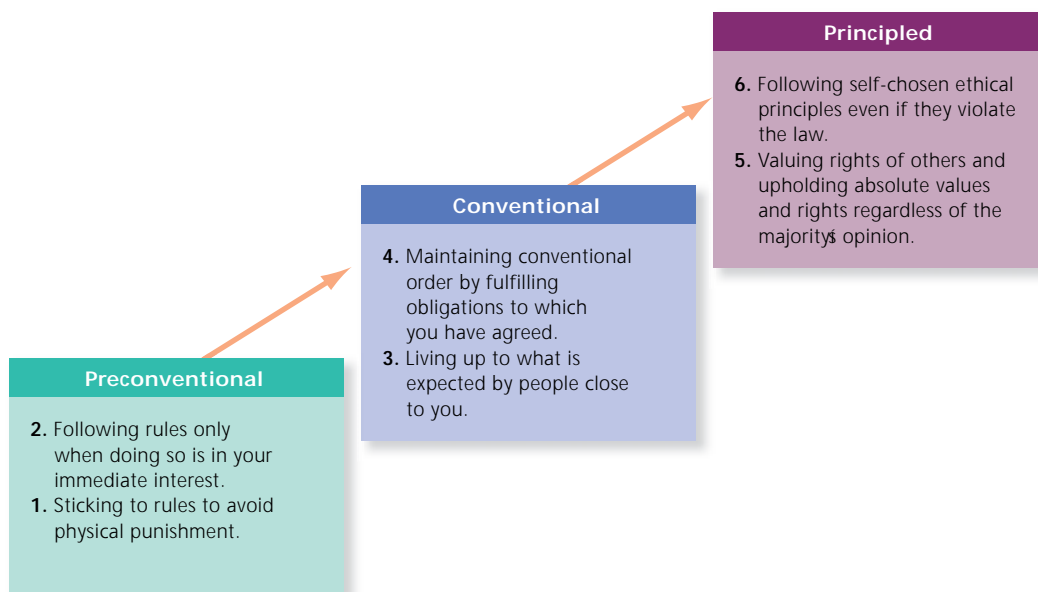 Principled
6. Following self-chosen ethical
principles even if they violate
the law.
5. Valuing rights of others and
upholding absolute values
and rights regardless of the
opinion.
Conventional
4. Maintaining conventional
order by fulfilling
obligations to which
you have agreed.
3. Living up to what is
expected by people close
to you.
Preconventional
2. Following rules only
when doing so is in your
immediate interest.
1. Sticking to rules to avoid
physical punishment.